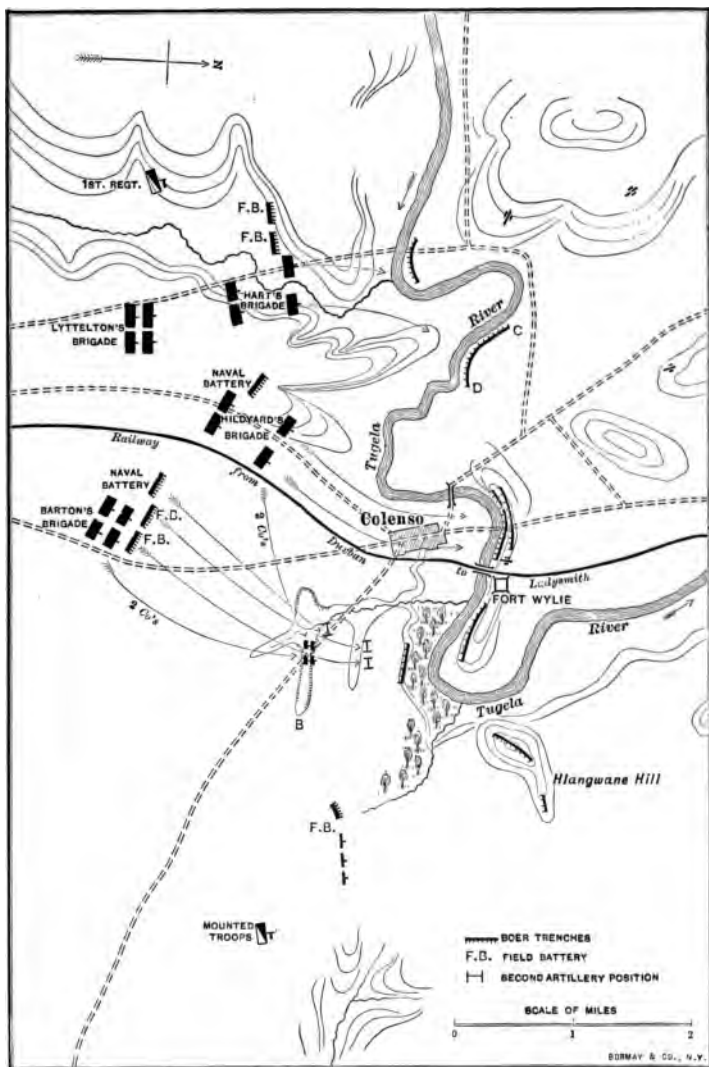 N
1ST. REGT.
F.B.
F.B.
HART'S
BRIGADE
LYTTELTON'S
BRIGADE
River
C
D
NAVAL
BATTERY
HILDYARD'S
BRIGADE
Tugela
Railway
from
NAVAL
BATTERY
BARTON'S
BRIGADE
F.B.
F.B.
2 Co's
Colenso
Durban
to
Ladysmith
FORT WYLIE
2 Co's
River
Tugela
B
Hlangwane Hill
F.B.
MOUNTED
TROOPS
BOER TRENCHES
F.B. FIELD BATTERY
SECOND ARTILLERY POSITION
SCALE OF MILES
0 1 2
BORMAY & CO., N.Y.